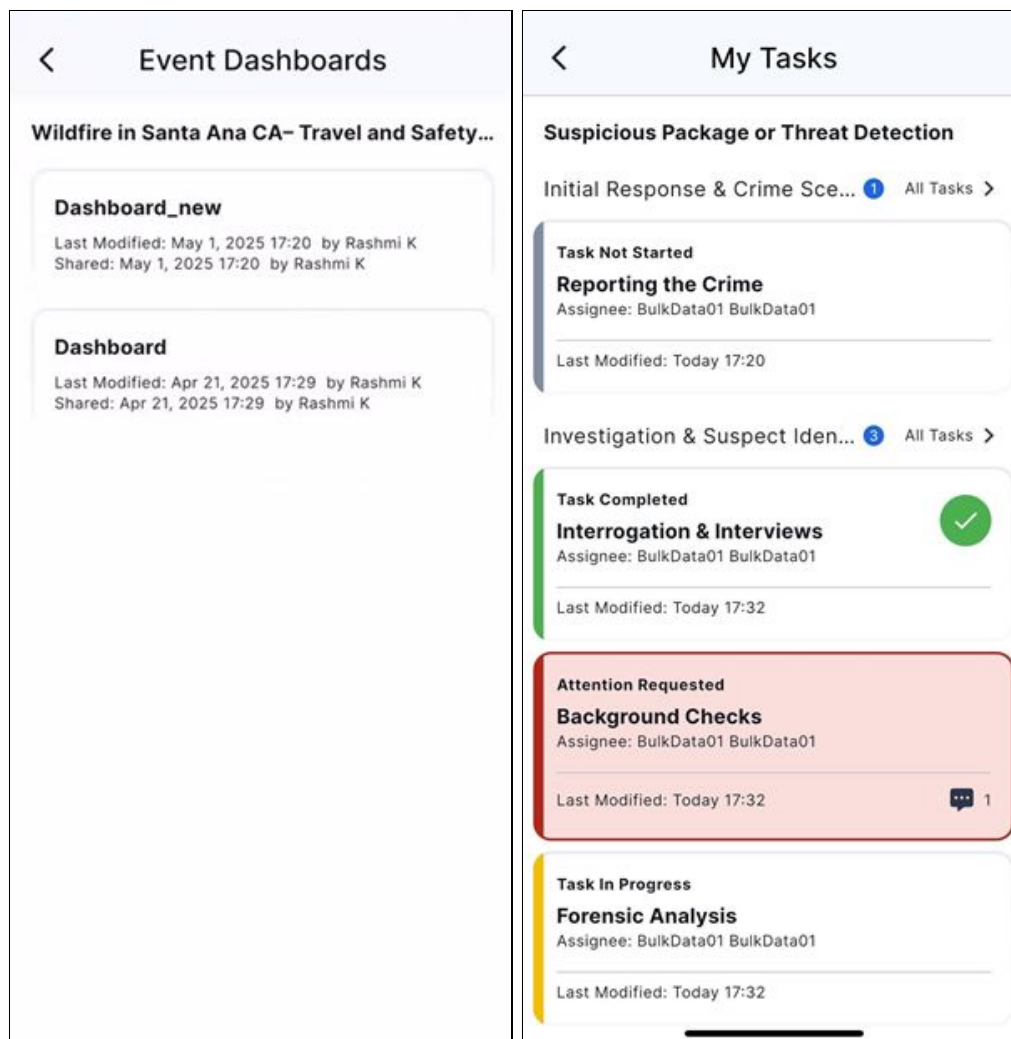 Event Dashboards
Wildfire in Santa Ana CA– Travel and Safety...
Dashboard_new
Last Modified: May 1, 2025 17:20 by Rashmi K
Shared: May 1, 2025 17:20 by Rashmi K
Dashboard
Last Modified: Apr 21, 2025 17:29 by Rashmi K
Shared: Apr 21, 2025 17:29 by Rashmi K
My Tasks
Suspicious Package or Threat Detection
Initial Response & Crime Sce... 1 All Tasks
Task Not Started
Reporting the Crime
Assignee: BulkData01 BulkData01
Last Modified: Today 17:20
Investigation & Suspect Iden... 3 All Tasks
Task Completed
Interrogation & Interviews
Assignee: BulkData01 BulkData01
Last Modified: Today 17:32
Attention Requested
Background Checks
Assignee: BulkData01 BulkData01
Last Modified: Today 17:32 1
Task In Progress
Forensic Analysis
Assignee: BulkData01 BulkData01
Last Modified: Today 17:32